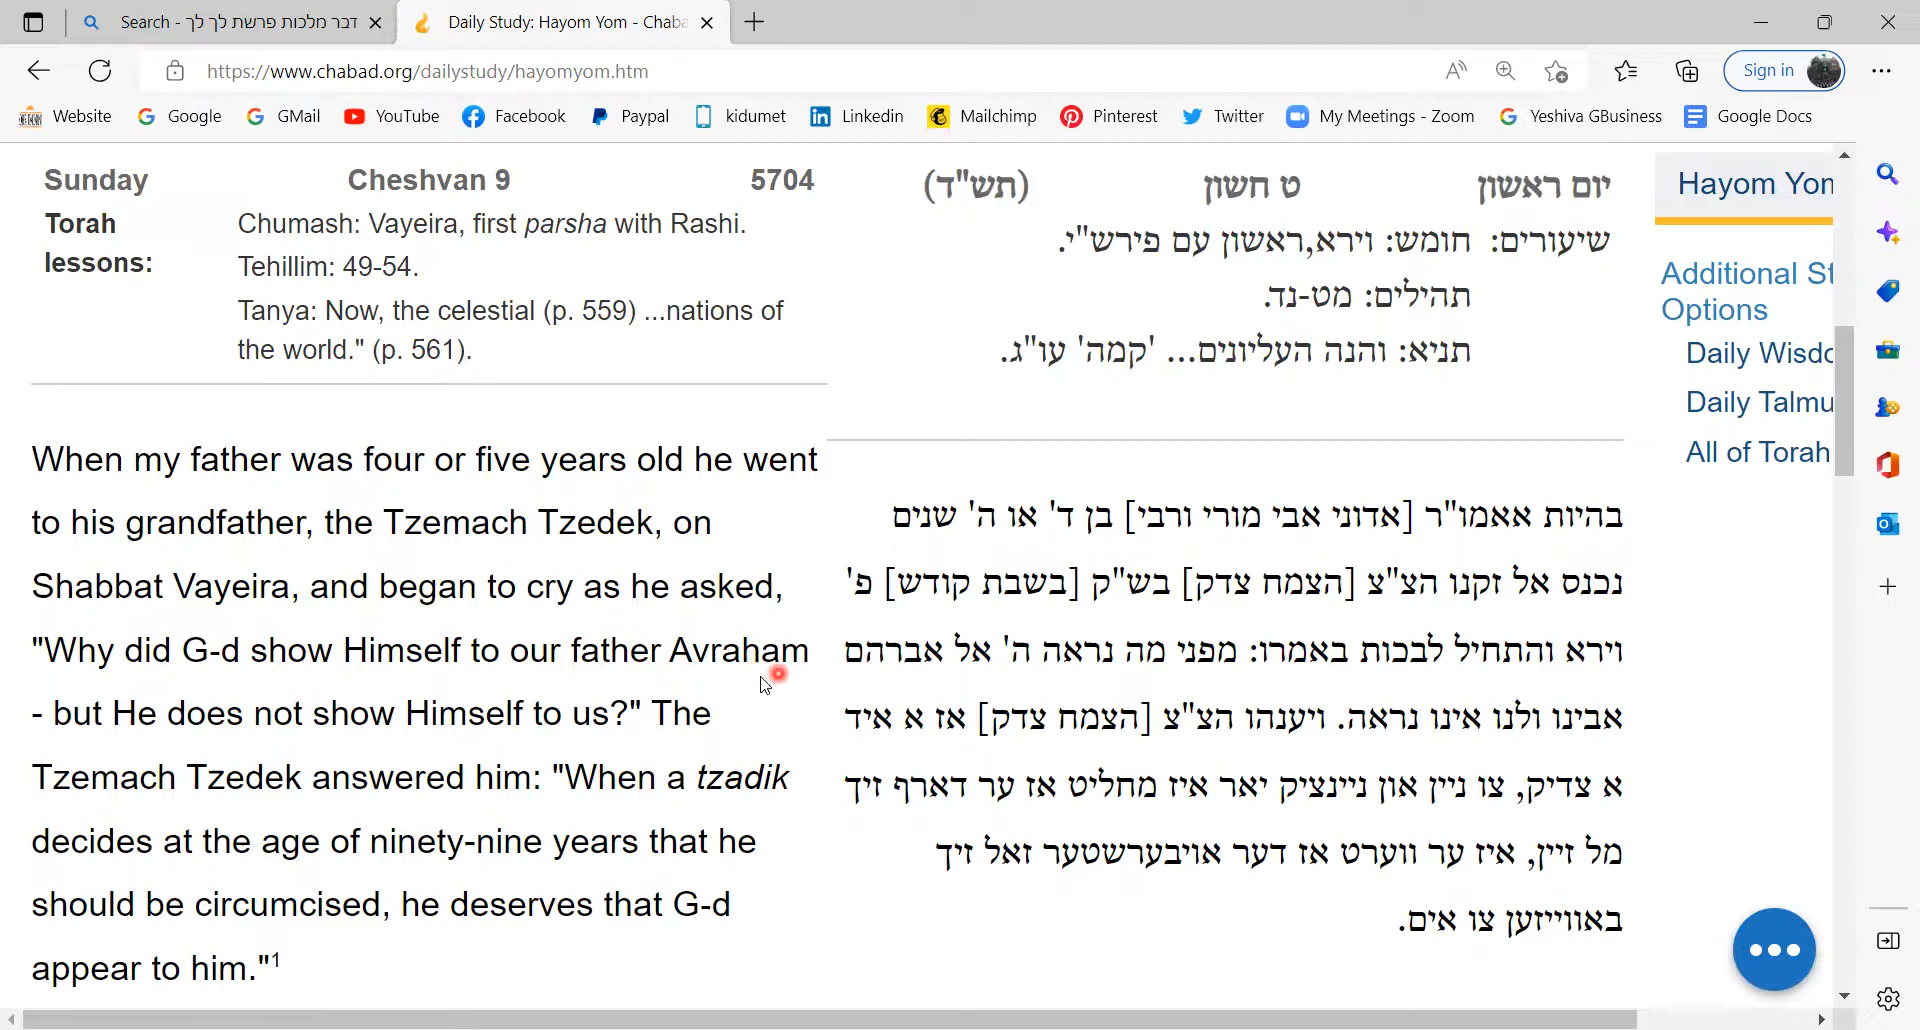 Search - דבר מלכות פרשת לך לך
Daily Study: Hayom Yom - Chaba
https://www.chabad.org/dailystudy/hayomyom.htm
Sign in
Website
Google
GMail
YouTube
Facebook
Paypal
kidumet
Linkedin
Mailchimp
Pinterest
Twitter
My Meetings - Zoom
Yeshiva GBusiness
Google Docs
Sunday Cheshvan 9 5704
Torah lessons:
Chumash: Vayeira, first parsha with Rashi.
Tehillim: 49-54.
Tanya: Now, the celestial (p. 559) ...nations of
the world." (p. 561).
When my father was four or five years old he went
to his grandfather, the Tzemach Tzedek, on
Shabbat Vayeira, and began to cry as he asked,
"Why did G-d show Himself to our father Avraham
- but He does not show Himself to us?" The
Tzemach Tzedek answered him: "When a tzadik
decides at the age of ninety-nine years that he
should be circumcised, he deserves that G-d
appear to him."1
יום ראשון ט חשון (תש"ד)
שיעורים: חומש: וירא,ראשון עם פירש"י.
תהילים: מט-נד.
תניא: והנה העליונים... 'קמה' עו"ג.
בהיות אאמו"ר [אדוני אבי מורי ורבי] בן ד' או ה' שנים
נכנס אל זקנו הצ"צ [הצמח צדק] בש"ק [בשבת קודש] פ'
וירא והתחיל לבכות באמרו: מפני מה נראה ה' אל אברהם
אבינו ולנו אינו נראה. ויענהו הצ"צ [הצמח צדק] אז א איד
א צדיק, צו ניין און ניינציק יאר איז מחליט אז ער דארף זיך
מל זיין, איז ער ווערט אז דער אויבערשטער זאל זיך
באווייזען צו אים.
Hayom Yom
Additional St
Options
Daily Wisdo
Daily Talmu
All of Torah